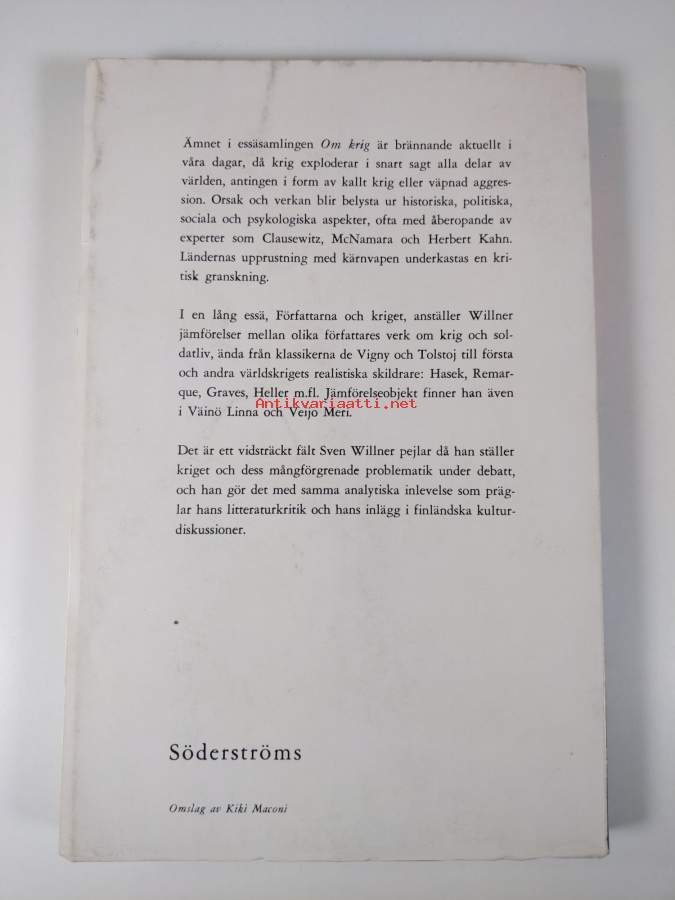 Ämnet i essäsamlingen Om krig är brännande aktuellt i
våra dagar, då krig exploderar i snart sagt alla delar av
världen, antingen i form av kallt krig eller väpnad aggres-
sion. Orsak och verkan blir belysta ur historiska, politiska,
sociala och psykologiska aspekter, ofta med åberopande av
experter som Clausewitz, McNamara och Herbert Kahn.
Ländernas upprustning med kärnvapen underkastas en kri-
tisk granskning.
I en lång essä, Författarna och kriget, anställer Willner
jämförelser mellan olika författares verk om krig och sol-
datliv, ända från klassikerna de Vigny och Tolstoj till första
och andra världskrigets realistiska skildrare: Hasek, Remar-
que, Graves, Heller m.fl. Jämförelseobjekt finner han även
Antikvariaatti.net
i Väinö Linna och Veijo Meri.
Det är ett vidsträckt fält Sven Willner pejlar då han ställer
kriget och dess mångförgrenade problematik under debatt,
och han gör det med samma analytiska inlevelse som präg-
lar hans litteraturkritik och hans inlägg i finländska kultur-
diskussioner.
Söderströms
Omslag av Kiki Maconi